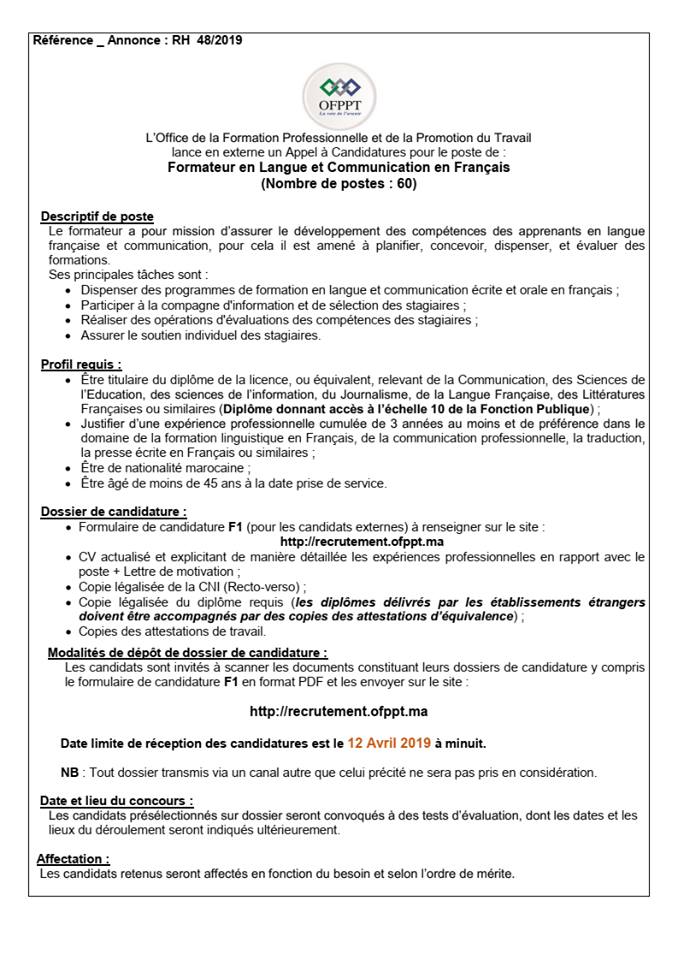 Référence _ Annonce : RH 48/2019
OFPPT
La voie de l'avenir
L'Office de la Formation Professionnelle et de la Promotion du Travail
lance en externe un Appel à Candidatures pour le poste de :
Formateur en Langue et Communication en Français
(Nombre de postes : 60)
Descriptif de poste
Le formateur a pour mission d'assurer le développement des compétences des apprenants en langue
française et communication, pour cela il est amené à planifier, concevoir, dispenser, et évaluer des
formations.
Ses principales tâches sont :
• Dispenser des programmes de formation en langue et communication écrite et orale en français ;
• Participer à la compagne d'information et de sélection des stagiaires ;
• Réaliser des opérations d'évaluations des compétences des stagiaires ;
• Assurer le soutien individuel des stagiaires.
Profil requis :
• Être titulaire du diplôme de la licence, ou équivalent, relevant de la Communication, des Sciences de
l'Education, des sciences de l'information, du Journalisme, de la Langue Française, des Littératures
Françaises ou similaires (Diplôme donnant accès à l'échelle 10 de la Fonction Publique) ;
• Justifier d'une expérience professionnelle cumulée de 3 années au moins et de préférence dans le
domaine de la formation linguistique en Français, de la communication professionnelle, la traduction,
la presse écrite en Français ou similaires ;
• Être de nationalité marocaine ;
• Être âgé de moins de 45 ans à la date prise de service.
Dossier de candidature :
• Formulaire de candidature F1 (pour les candidats externes) à renseigner sur le site :
http://recrutement.ofppt.ma
• CV actualisé et explicitant de manière détaillée les expériences professionnelles en rapport avec le
poste + Lettre de motivation ;
• Copie légalisée de la CNI (Recto-verso) ;
• Copie légalisée du diplôme requis (les diplômes délivrés par les établissements étrangers
doivent être accompagnés par des copies des attestations d'équivalence) ;
• Copies des attestations de travail.
Modalités de dépôt de dossier de candidature :
Les candidats sont invités à scanner les documents constituant leurs dossiers de candidature y compris
le formulaire de candidature F1 en format PDF et les envoyer sur le site :
http://recrutement.ofppt.ma
Date limite de réception des candidatures est le 12 Avril 2019 à minuit.
NB : Tout dossier transmis via un canal autre que celui précité ne sera pas pris en considération.
Date et lieu du concours :
Les candidats présélectionnés sur dossier seront convoqués à des tests d'évaluation, dont les dates et les
lieux du déroulement seront indiqués ultérieurement.
Affectation :
Les candidats retenus seront affectés en fonction du besoin et selon l'ordre de mérite.